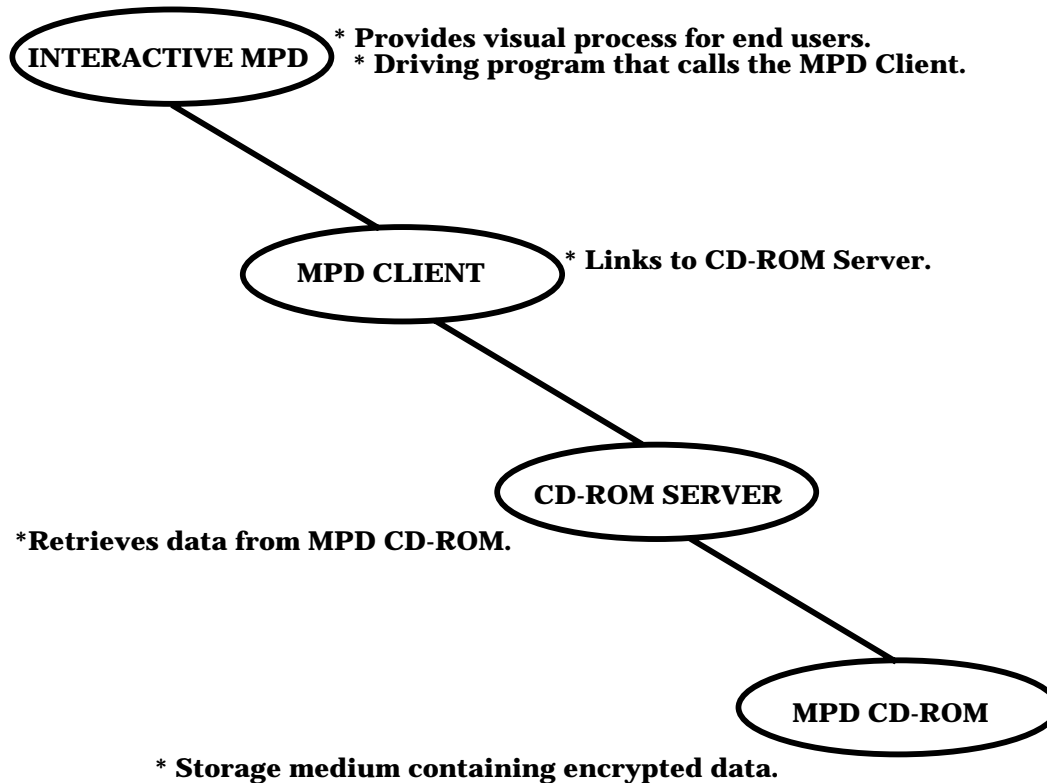 INTERACTIVE MPD
* Provides visual process for end users.
* Driving program that calls the MPD Client.
MPD CLIENT
* Links to CD-ROM Server.
CD-ROM SERVER
*Retrieves data from MPD CD-ROM.
MPD CD-ROM
* Storage medium containing encrypted data.